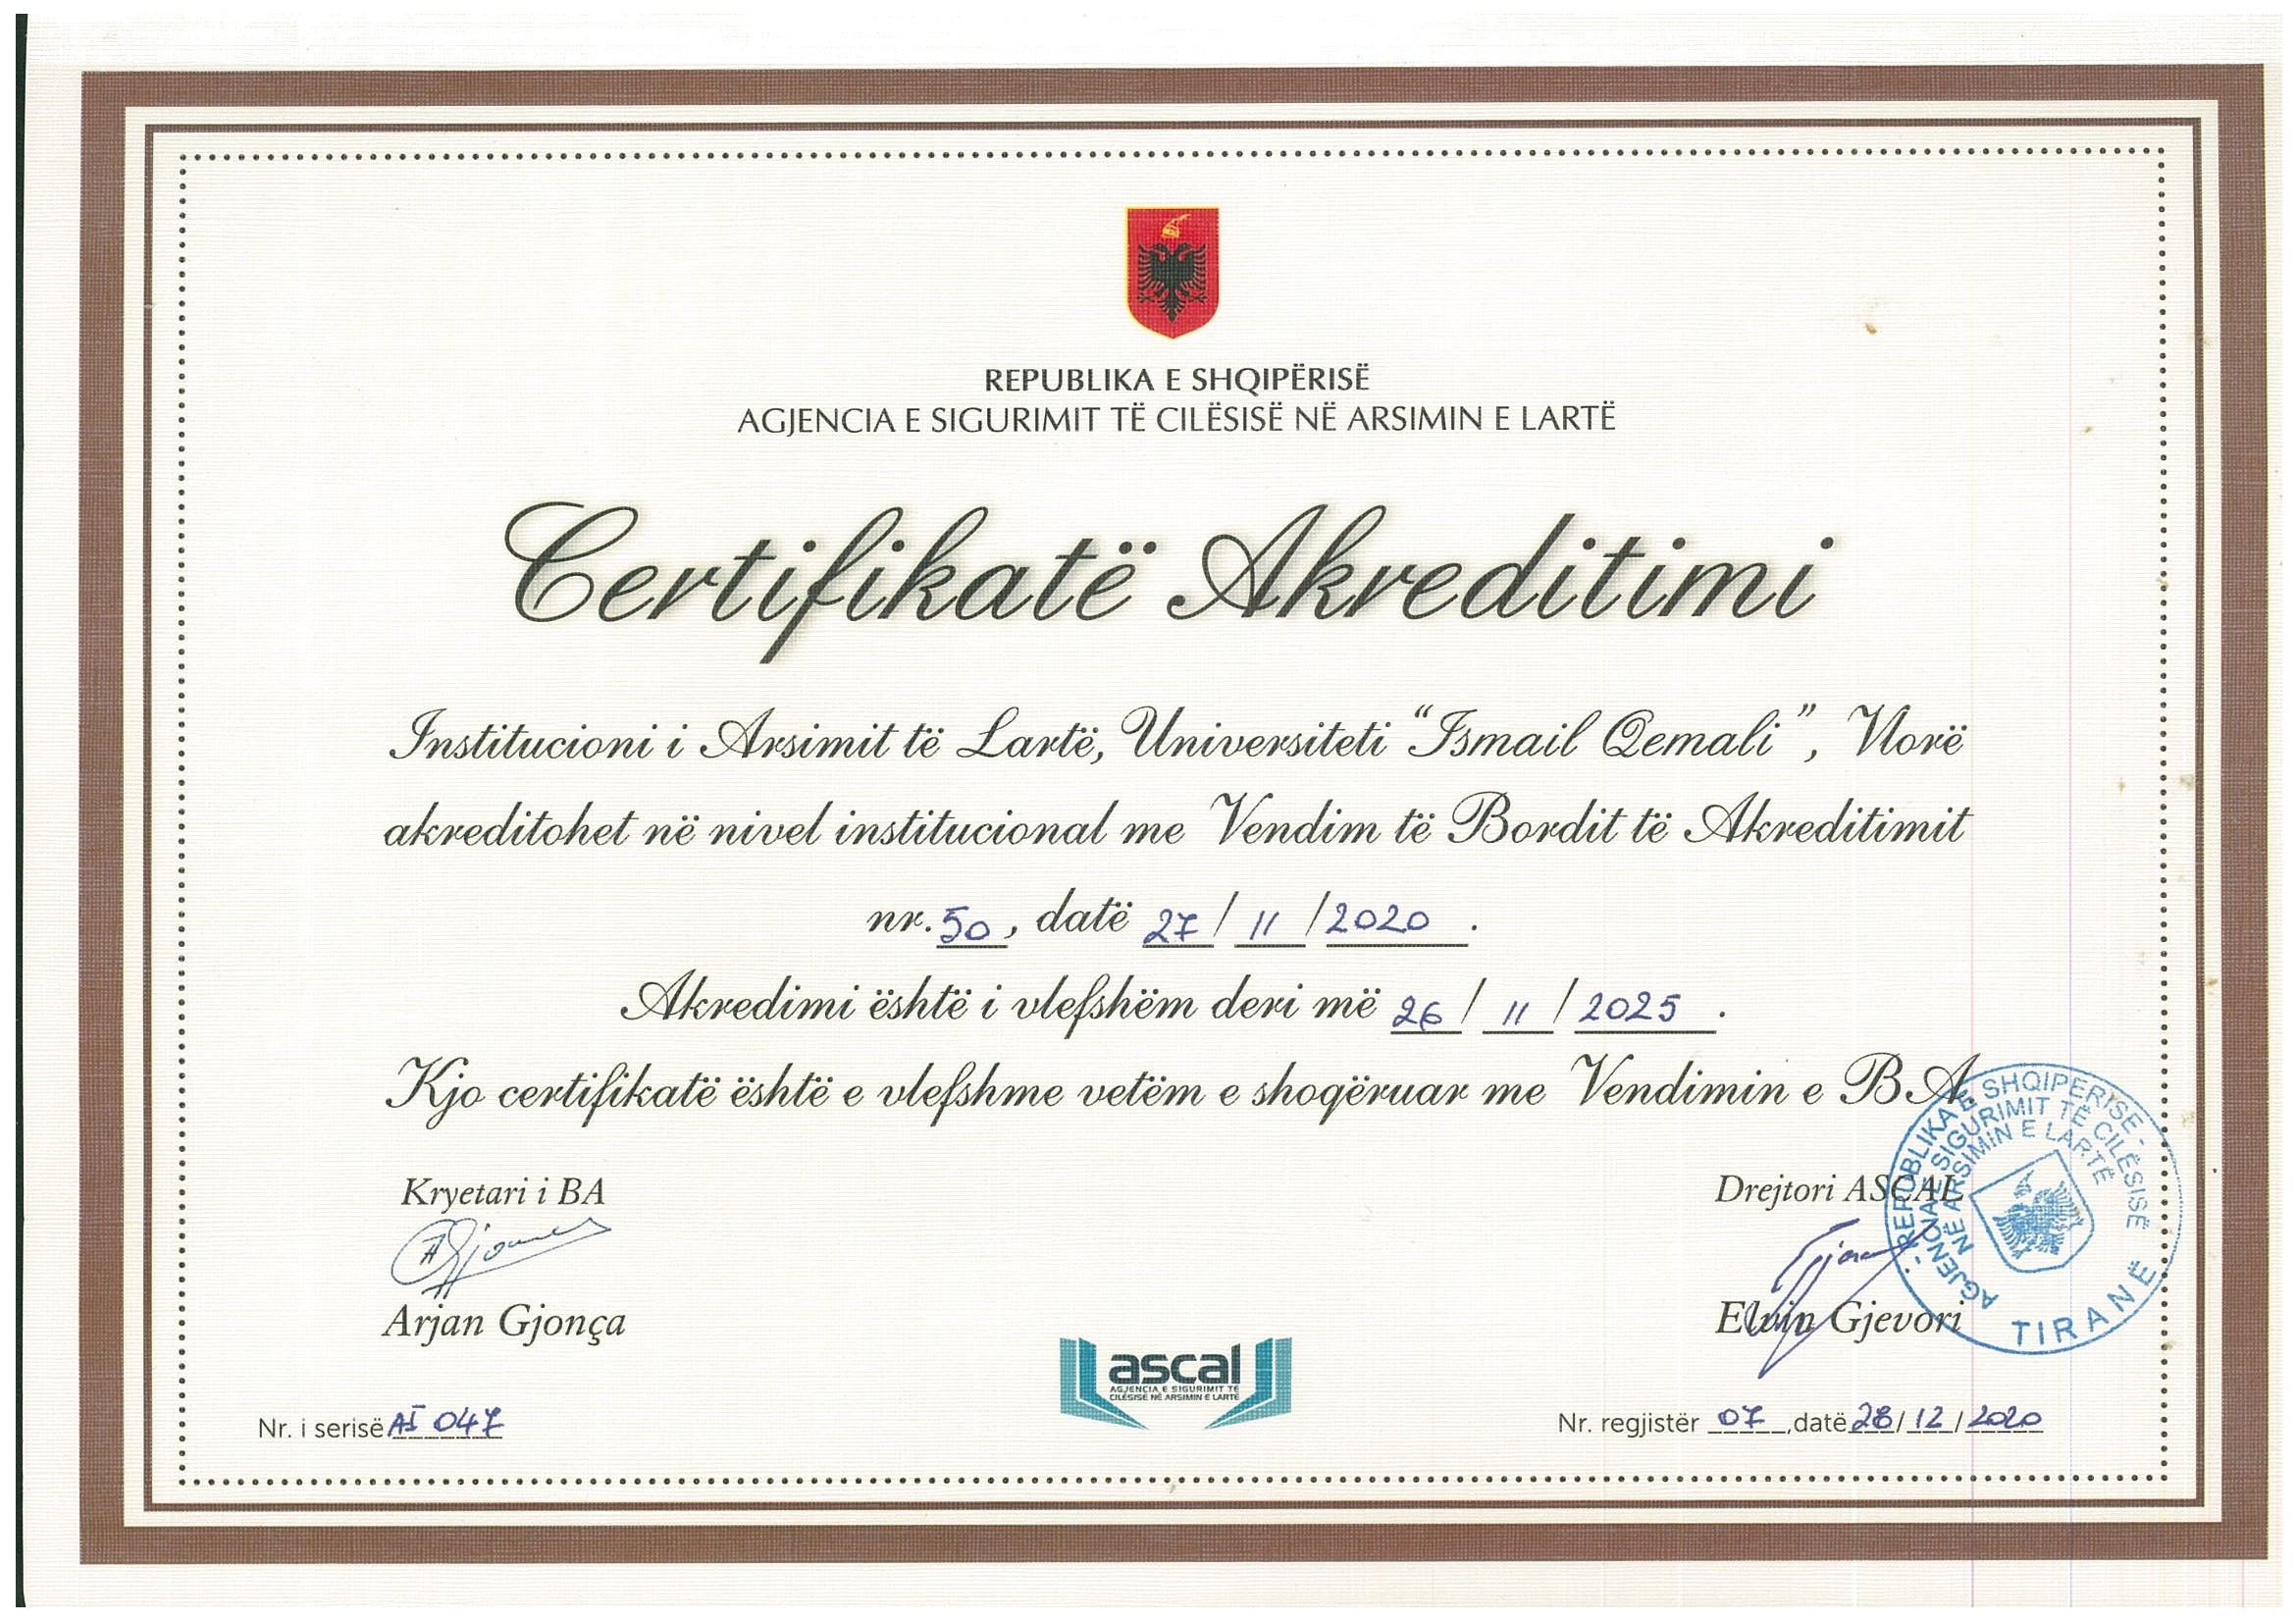 REPUBLIKA E SHQIPËRISË
AGJENCIA E SIGURIMIT TË CILËSISË NË ARSIMIN E LARTË
Certifikatë Akreditimi
Institucioni i Arsimit të Lartë, Universiteti “Ismail Qemali”, Vlorë
akreditohet në nivel institucional me Vendim të Bordit të Akreditimit
nr. 50, datë 27/ 11 /2020 .
Akredimi është i vlefshëm deri më 26/ 11 / 2025 .
Kjo certifikatë është e vlefshme vetëm e shoqëruar me Vendimin e BA.
Kryetari i BA
Drejtori ASCAL
Arjan Gjonça
Elvin Gjevori
- REPUBLIKA E SHQIPERISE -
AGJENCIA E SIGURIMIT TË CILËSISË
NË ARSIMIN E LARTË
TIRANË
ascal
AGJENCIA E SIGURIMIT TË
CILËSISË NË ARSIMIN E LARTË
Nr. i serisë AI 047
Nr. regjistër 07, datë 28/ 12 / 2020